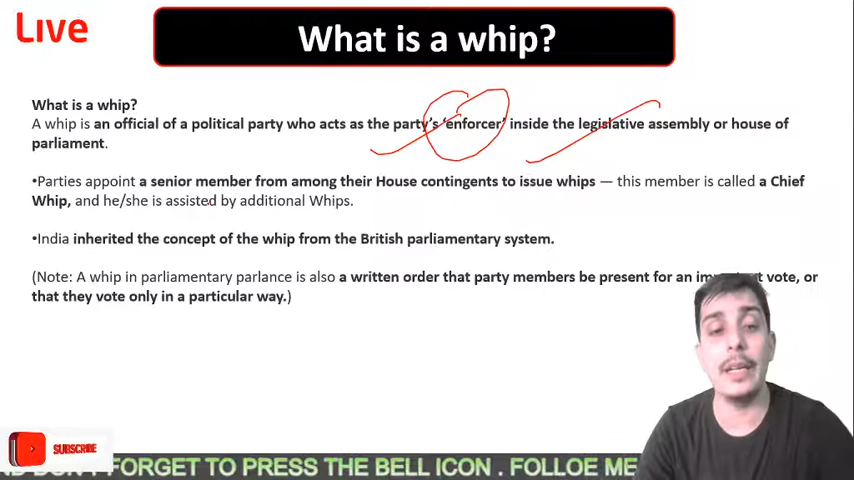 Live
What is a whip?
What is a whip?
A whip is an official of a political party who acts as the party's 'enforcer' inside the legislative assembly or house of
parliament.
•Parties appoint a senior member from among their House contingents to issue whips — this member is called a Chief
Whip, and he/she is assisted by additional Whips.
•India inherited the concept of the whip from the British parliamentary system.
(Note: A whip in parliamentary parlance is also a written order that party members be present for an vote, or
that they vote only in a particular way.)
SUBSCRIBE
FORGET TO PRESS THE BELL ICON . FOLLOE ME